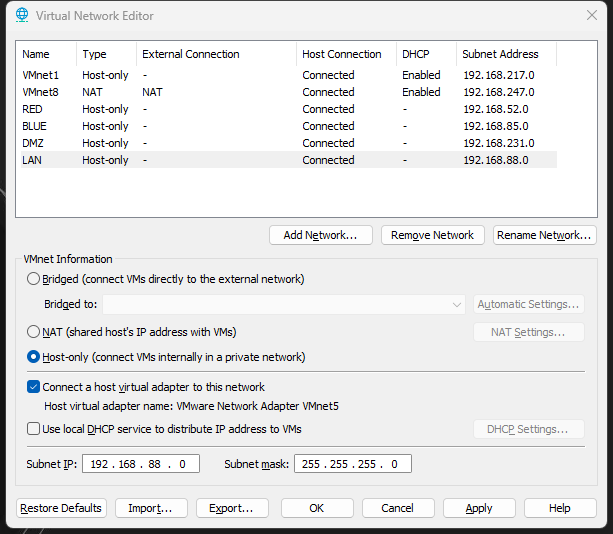 Virtual Network Editor
Name Type External Connection Host Connection DHCP Subnet Address
VMnet1 Host-only - Connected Enabled 192.168.217.0
VMnet8 NAT NAT Connected Enabled 192.168.247.0
RED Host-only - Connected - 192.168.52.0
BLUE Host-only - Connected - 192.168.85.0
DMZ Host-only - Connected - 192.168.231.0
LAN Host-only - Connected - 192.168.88.0
Add Network... Remove Network Rename Network...
VMnet Information
Bridged (connect VMs directly to the external network)
Bridged to: Automatic Settings...
NAT (shared host's IP address with VMs) NAT Settings...
Host-only (connect VMs internally in a private network)
Connect a host virtual adapter to this network
Host virtual adapter name: VMware Network Adapter VMnet5
Use local DHCP service to distribute IP address to VMs DHCP Settings...
Subnet IP: 192 . 168 . 88 . 0 Subnet mask: 255 . 255 . 255 . 0
Restore Defaults Import... Export... OK Cancel Apply Help